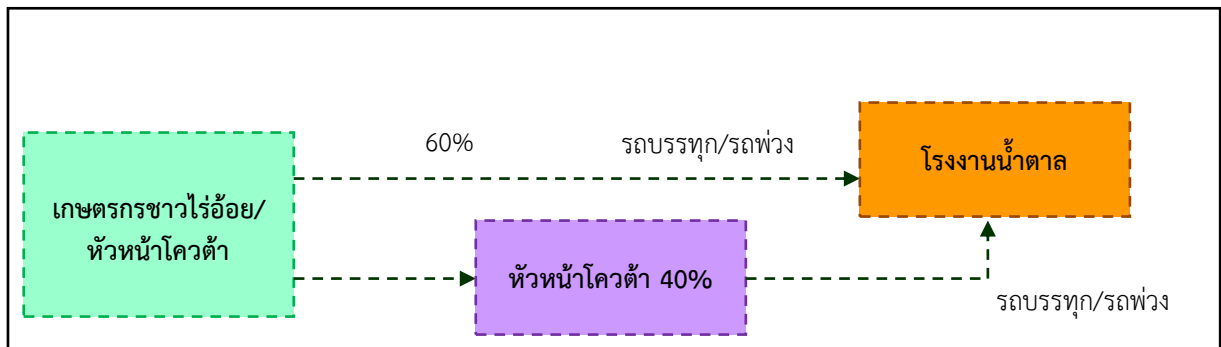 60%
รถบรรทุก/รถพ่วง
โรงงานน้ำตาล
เกษตรกรชาวไร่อ้อย/
หัวหน้าโควต้า
หัวหน้าโควต้า 40%
รถบรรทุก/รถพ่วง